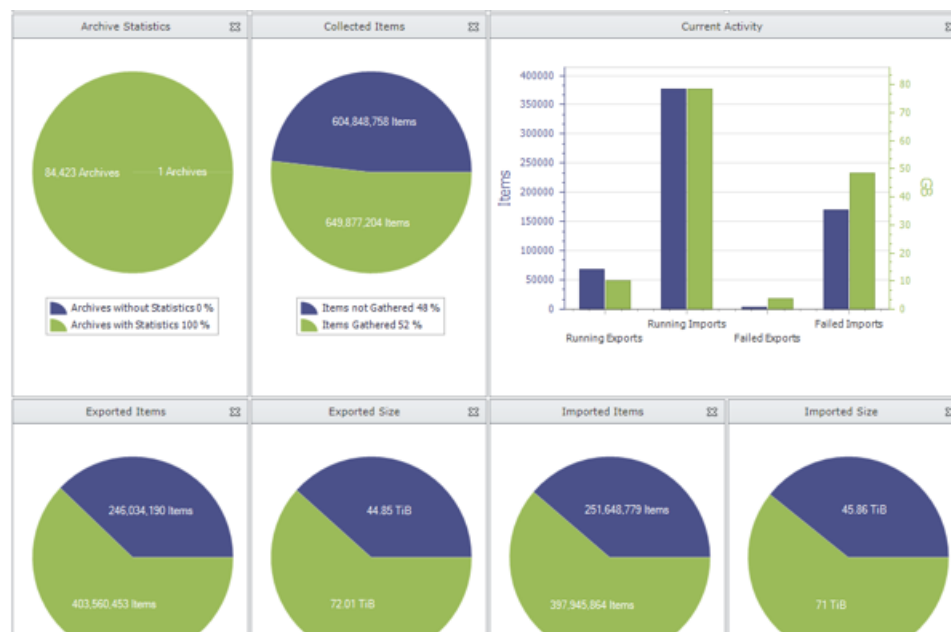 Archive Statistics
84,423 Archives
1 Archives
Archives without Statistics 0 %
Archives with Statistics 100 %
Collected Items
604,848,758 Items
649,877,204 Items
Items not Gathered 48 %
Items Gathered 52 %
Current Activity
Items
400000
350000
300000
250000
200000
150000
100000
50000
0
80
70
60
50
40
30
20
10
0
GB
Running Exports
Running Imports
Failed Exports
Failed Imports
Exported Items
246,034,190 Items
403,560,453 Items
Exported Size
44.85 TiB
72.01 TiB
Imported Items
251,648,779 Items
397,945,864 Items
Imported Size
45.86 TiB
71 TiB